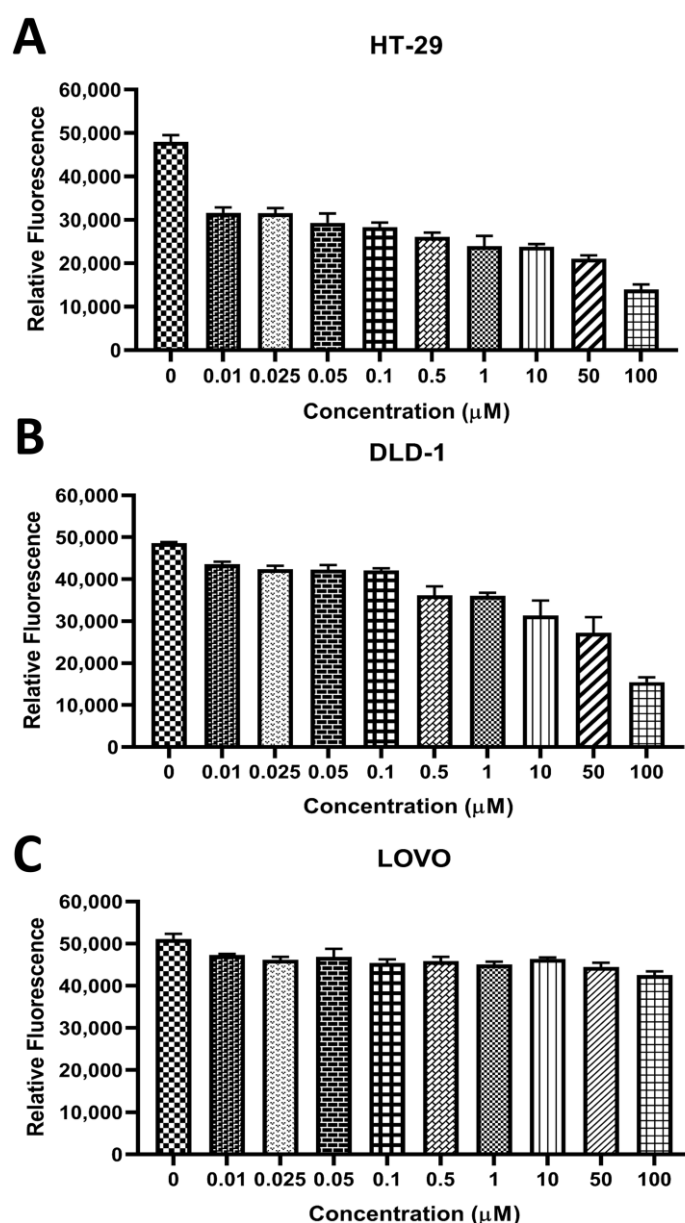 A
HT-29
Relative Fluorescence
60,000
50,000
40,000
30,000
20,000
10,000
0
0 0.01 0.025 0.05 0.1 0.5 1 10 50 100
Concentration (μM)
B
DLD-1
Relative Fluorescence
60,000
50,000
40,000
30,000
20,000
10,000
0
0 0.01 0.025 0.05 0.1 0.5 1 10 50 100
Concentration (μM)
C
LOVO
Relative Fluorescence
60,000
50,000
40,000
30,000
20,000
10,000
0
0 0.01 0.025 0.05 0.1 0.5 1 10 50 100
Concentration (μM)